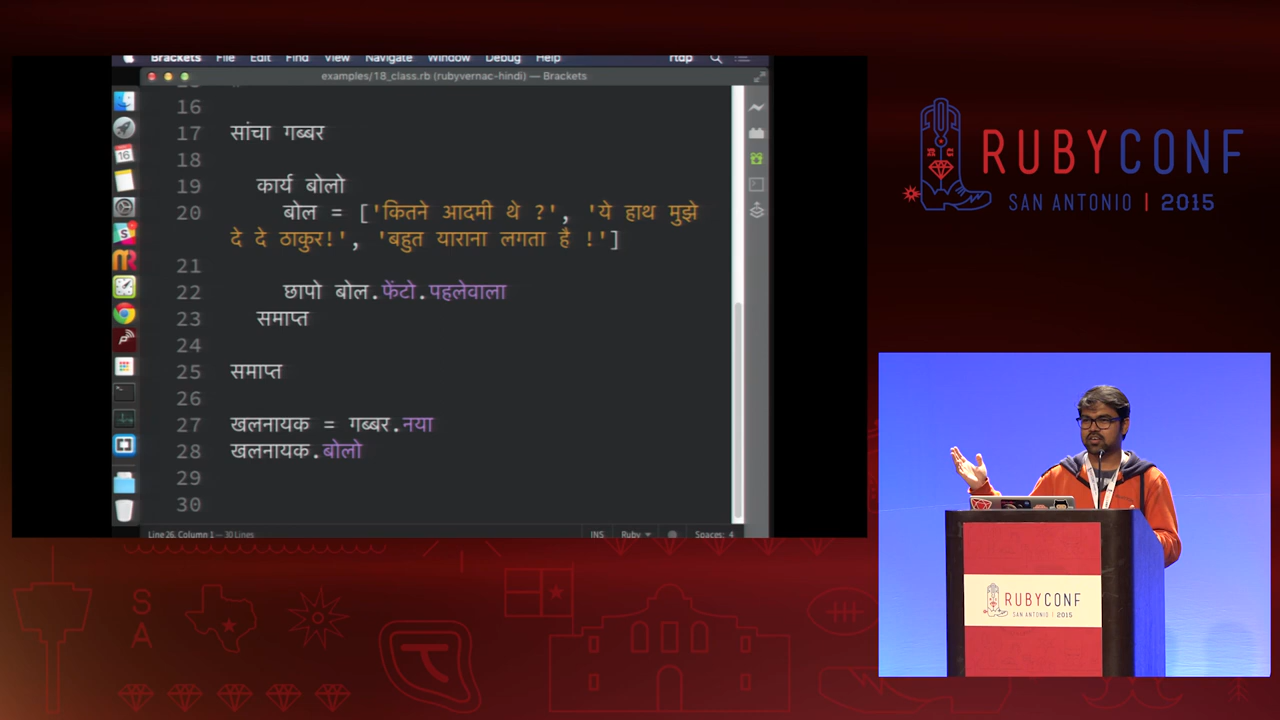 Brackets File Edit Find View Navigate Window Debug Help
examples/18_class.rb (rubyvernac-hindi) — Brackets
16
17 सांचा गब्बर
18
19 कार्य बोलो
20 बोल = ['कितने आदमी थे ?', 'ये हाथ मुझे
दे दे ठाकुर!', 'बहुत याराना लगता है !']
21
22 छापो बोल.फेंटो.पहलेवाला
23 समाप्त
24
25 समाप्त
26
27 खलनायक = गब्बर.नया
28 खलनायक.बोलो
29
30
Line 26, Column 1 — 30 Lines INS Ruby Spaces: 4
16
RUBYCONF
SAN ANTONIO | 2015
RUBYCONF
SAN ANTONIO | 2015
S
A